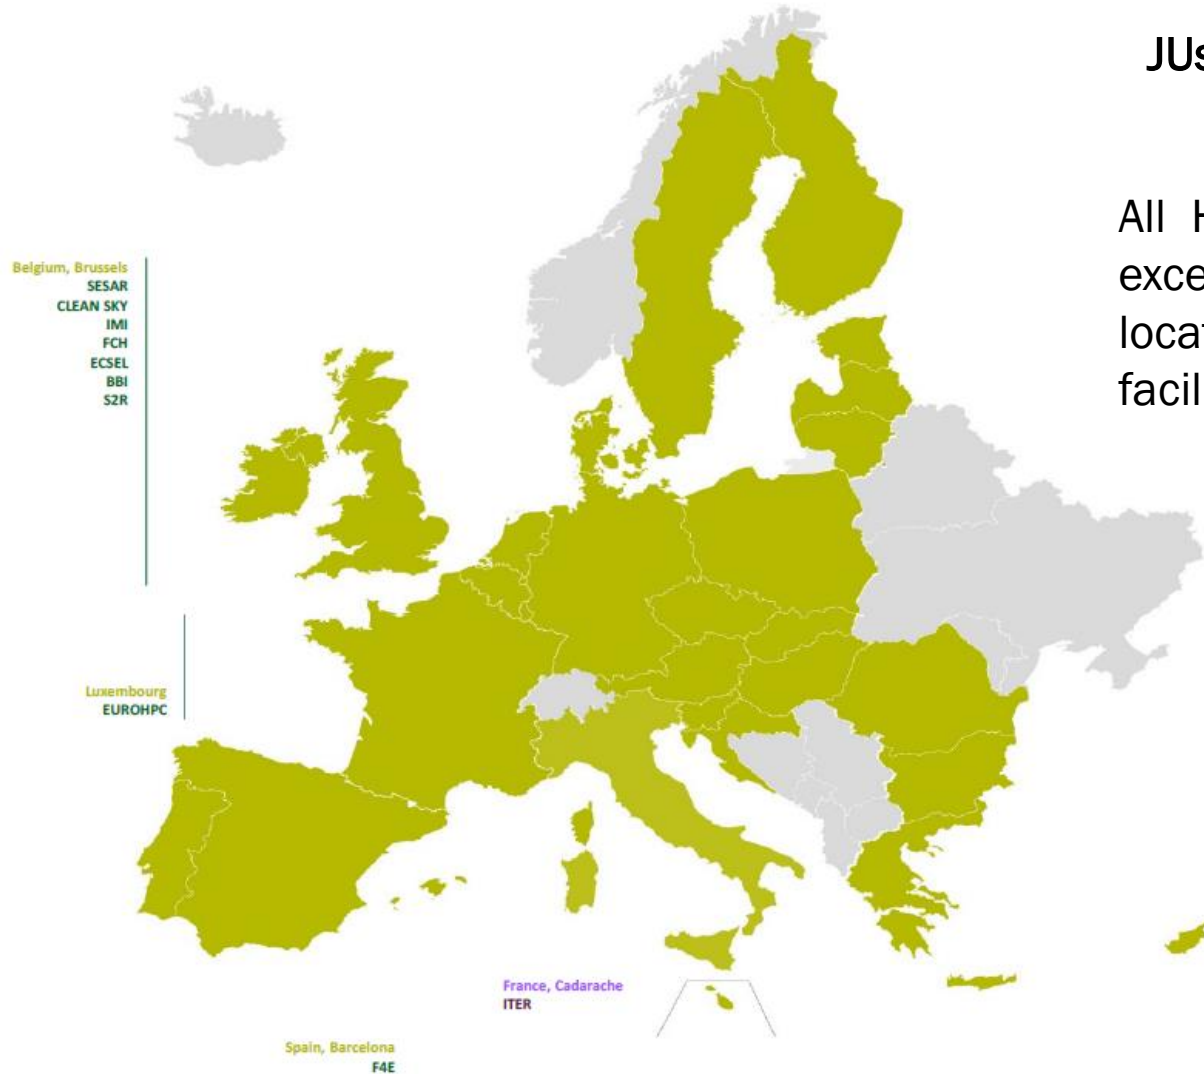 JUs
All H
exce
locat
facil
Belgium, Brussels
SESAR
CLEAN SKY
IMI
FCH
ECSEL
BBI
S2R
Luxembourg
EUROHPC
France, Cadarache
ITER
Spain, Barcelona
F4E